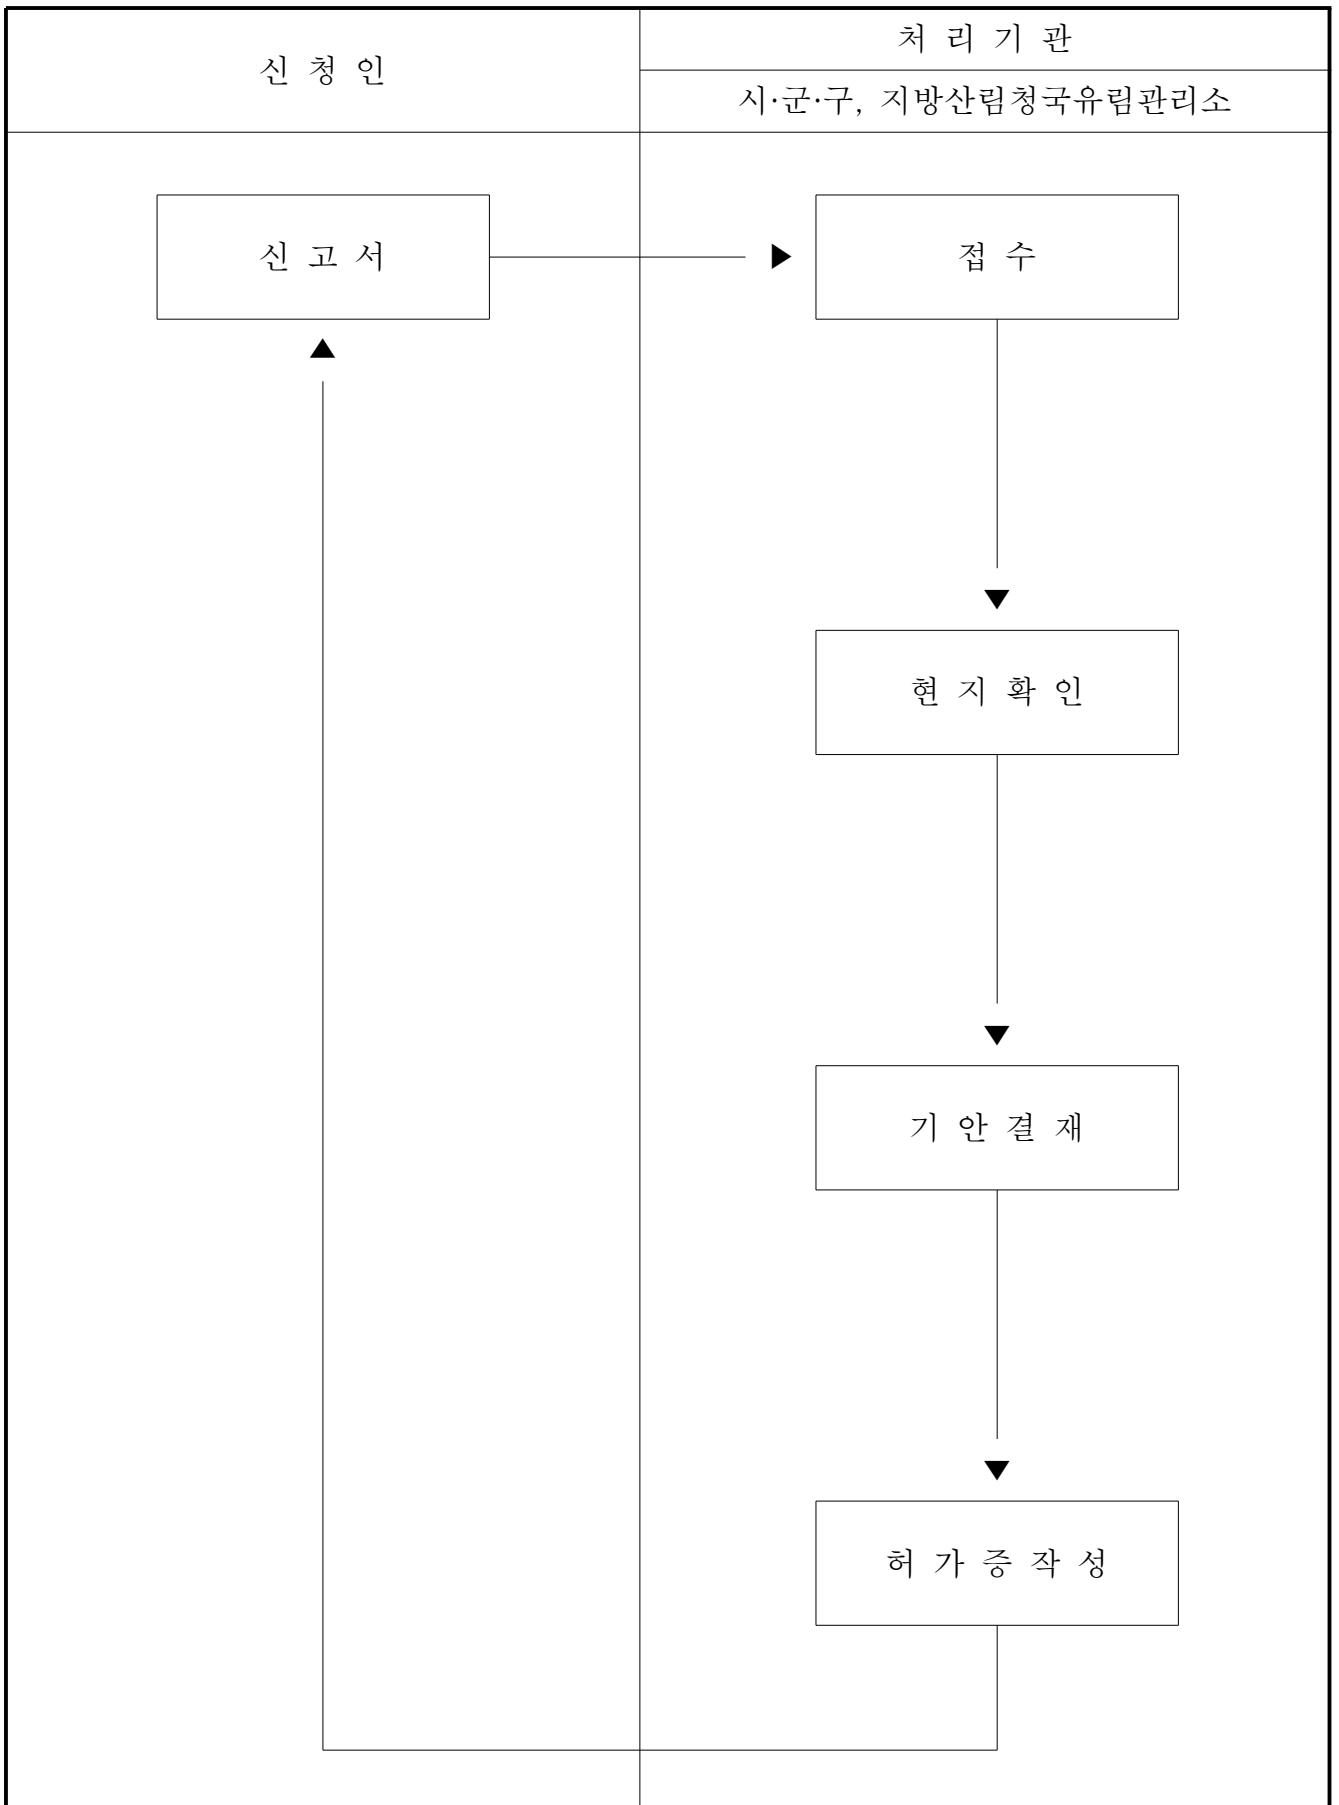 신 청 인
처 리 기 관
시·군·구, 지방산림청국유림관리소
신 고 서
접 수
현 지 확 인
기 안 결 재
허 가 증 작 성